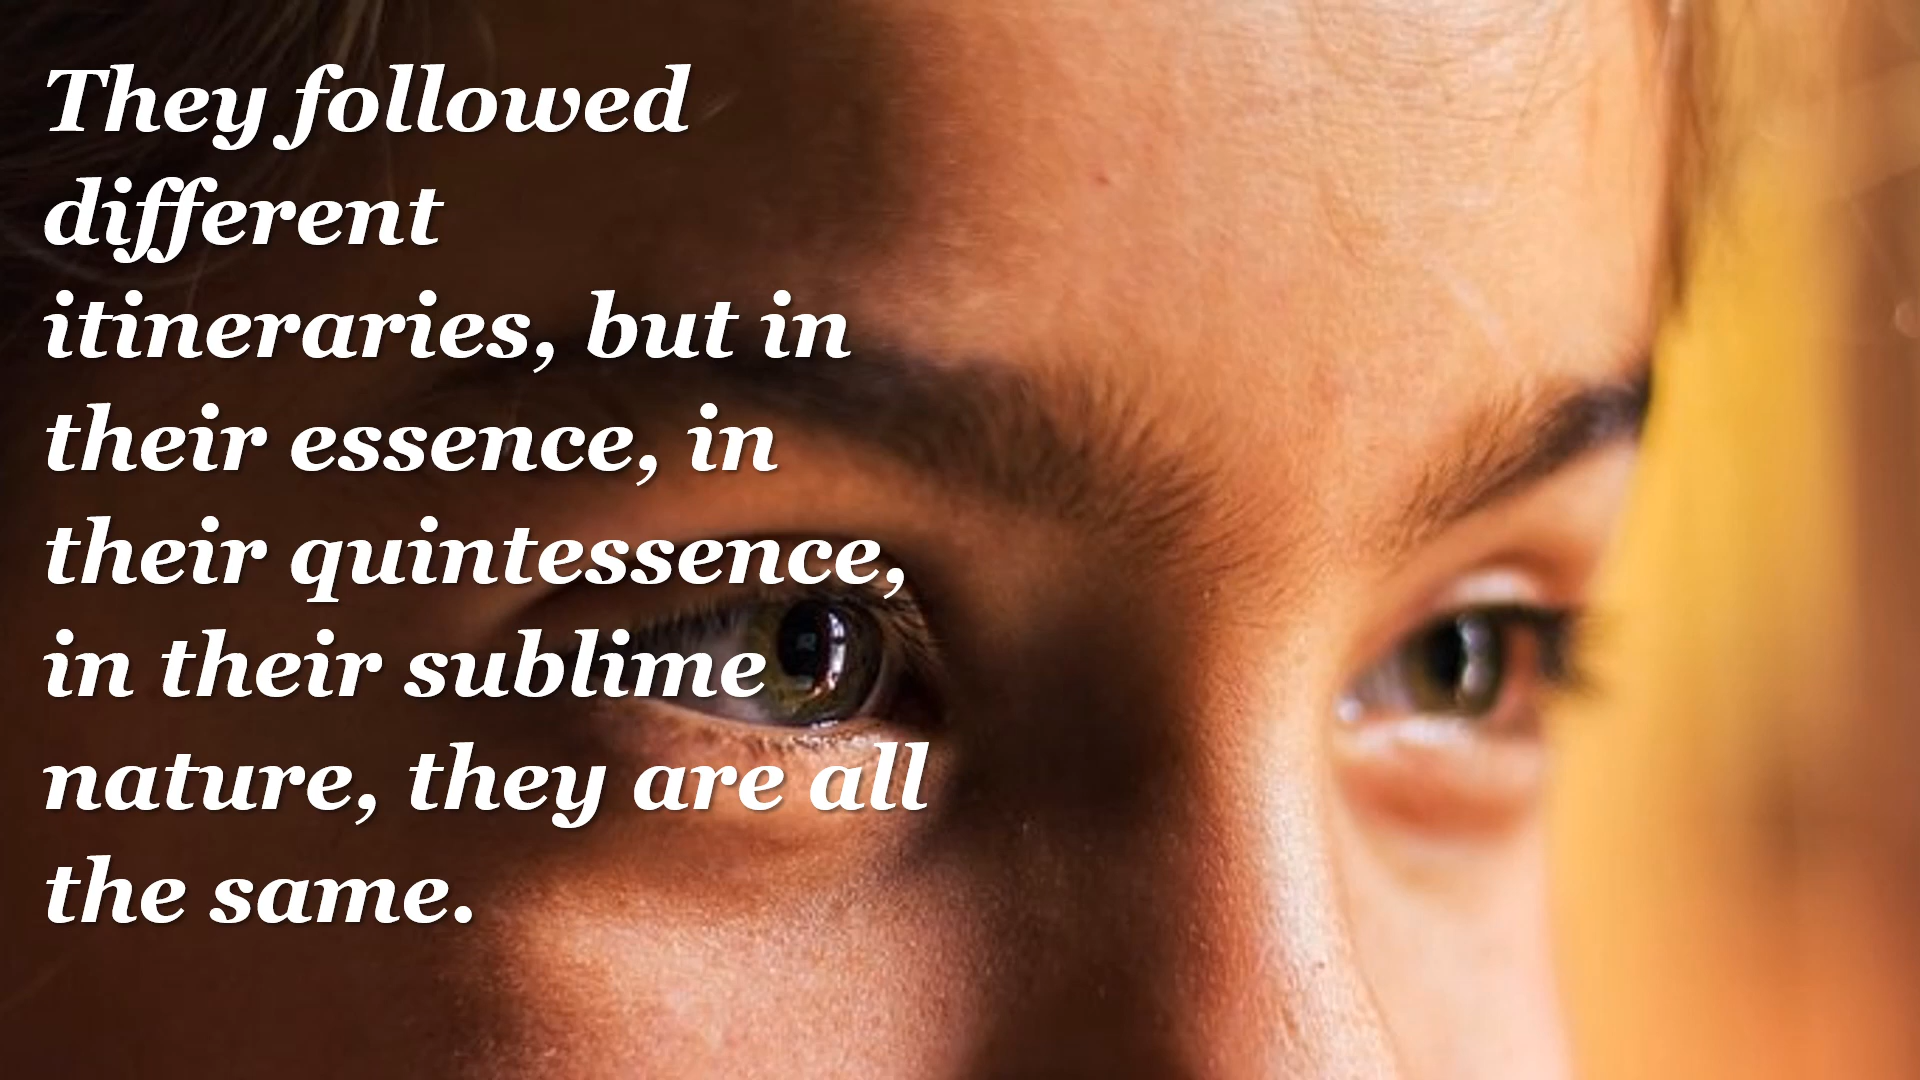 They followed
different
itineraries, but in
their essence, in
their quintessence,
in their sublime
nature, they are all
the same.